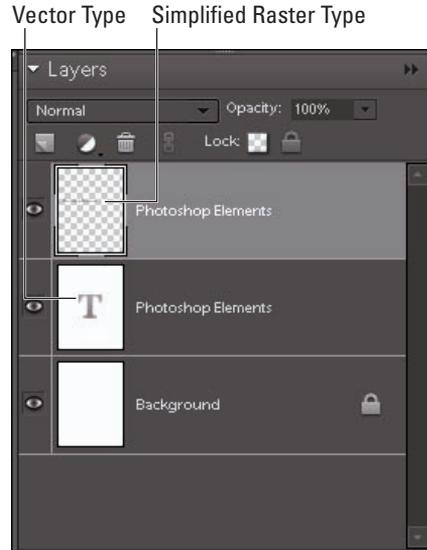 Vector Type Simplified Raster Type
Layers
Normal Opacity: 100%
Lock:
Photoshop Elements
T
Photoshop Elements
Background